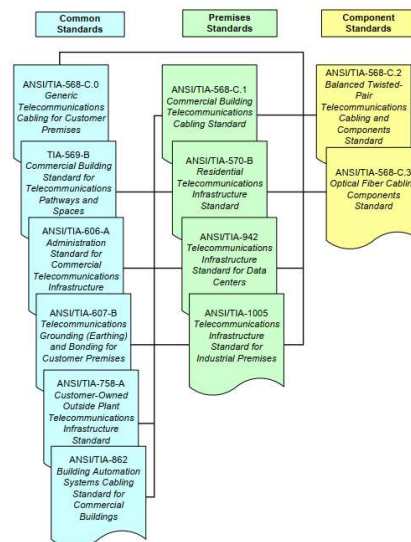 Common
Standards
Premises
Standards
Component
Standards
ANSI/TIA-568-C.0
Generic
Telecommunications
Cabling for Customer
Premises
TIA-569-B
Commercial Building
Standard for
Telecommunications
Pathways and
Spaces
ANSI/TIA-606-A
Administration
Standard for
Commercial
Telecommunications
Infrastructure
ANSI/TIA-607-B
Telecommunications
Grounding (Earthing)
and Bonding for
Customer Premises
ANSI/TIA-758-A
Customer-Owned
Outside Plant
Telecommunications
Infrastructure
Standard
ANSI/TIA-862
Building Automation
Systems Cabling
Standard for
Commercial
Buildings
ANSI/TIA-568-C.1
Commercial Building
Telecommunications
Cabling Standard
ANSI/TIA-570-B
Residential
Telecommunications
Infrastructure
Standard
ANSI/TIA-942
Telecommunications
Infrastructure
Standard for Data
Centers
ANSI/TIA-1005
Telecommunications
Infrastructure
Standard for
Industrial Premises
ANSI/TIA-568-C.2
Balanced Twisted-
Pair
Telecommunications
Cabling and
Components
Standard
ANSI/TIA-568-C.3
Optical Fiber Cabling
Components
Standard